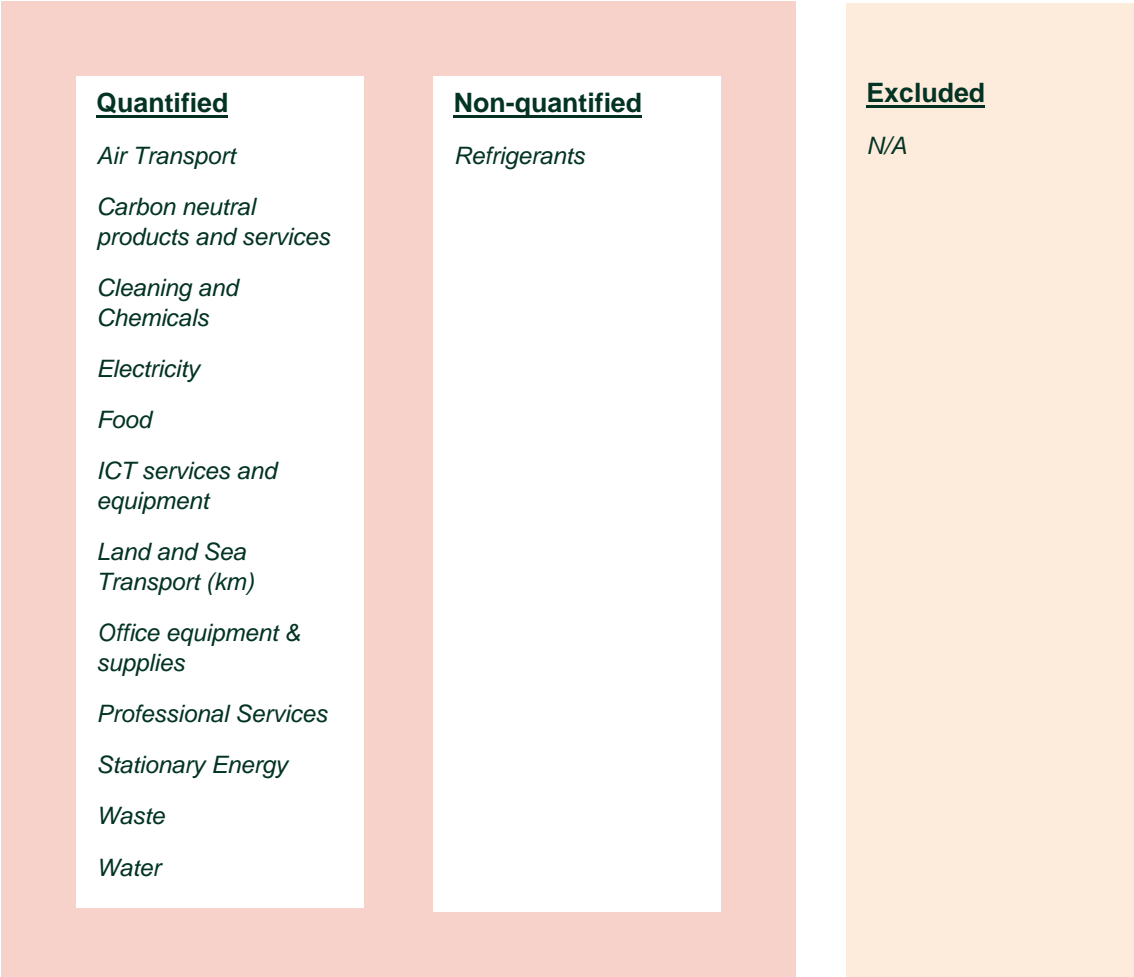 Quantified
Air Transport
Carbon neutral
products and services
Cleaning and
Chemicals
Electricity
Food
ICT services and
equipment
Land and Sea
Transport (km)
Office equipment &
supplies
Professional Services
Stationary Energy
Waste
Water
Non-quantified
Refrigerants
Excluded
N/A